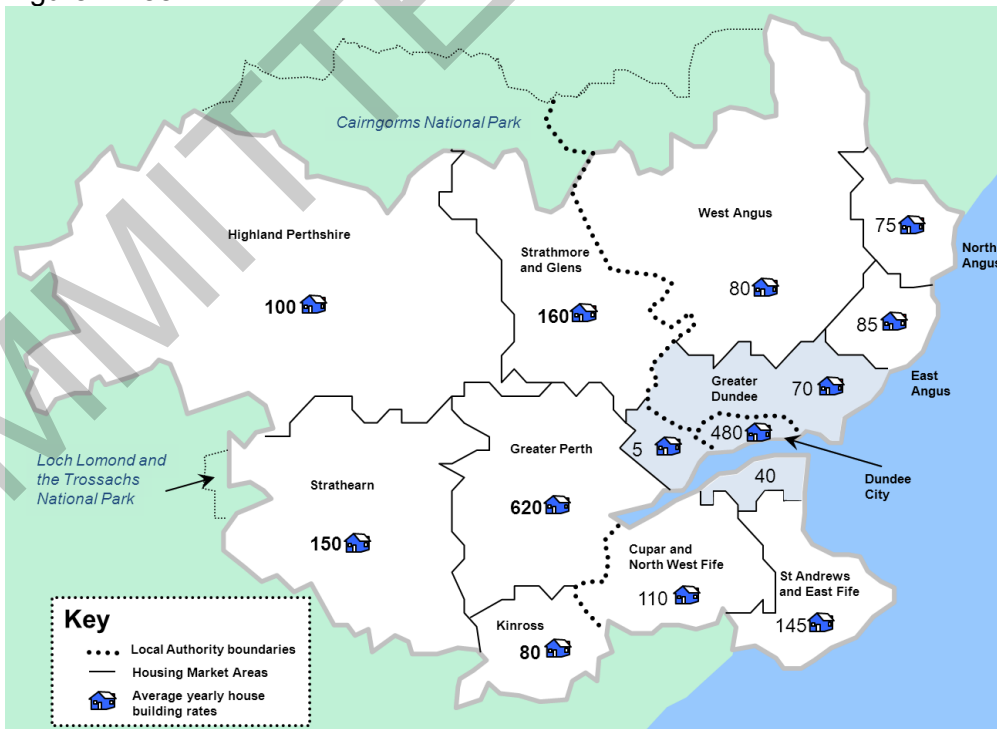 Cairngorms National Park
West Angus
75
North
Angus
Highland Perthshire
Strathmore
and Glens
100
160
80
85
Greater
Dundee
70
East
Angus
480
5
Greater Perth
Dundee
City
40
Loch Lomond and
the Trossachs
National Park
Strathearn
620
150
Cupar and
North West Fife
St Andrews
and East Fife
110
145
Kinross
80
Key
Local Authority boundaries
Housing Market Areas
Average yearly house
building rates